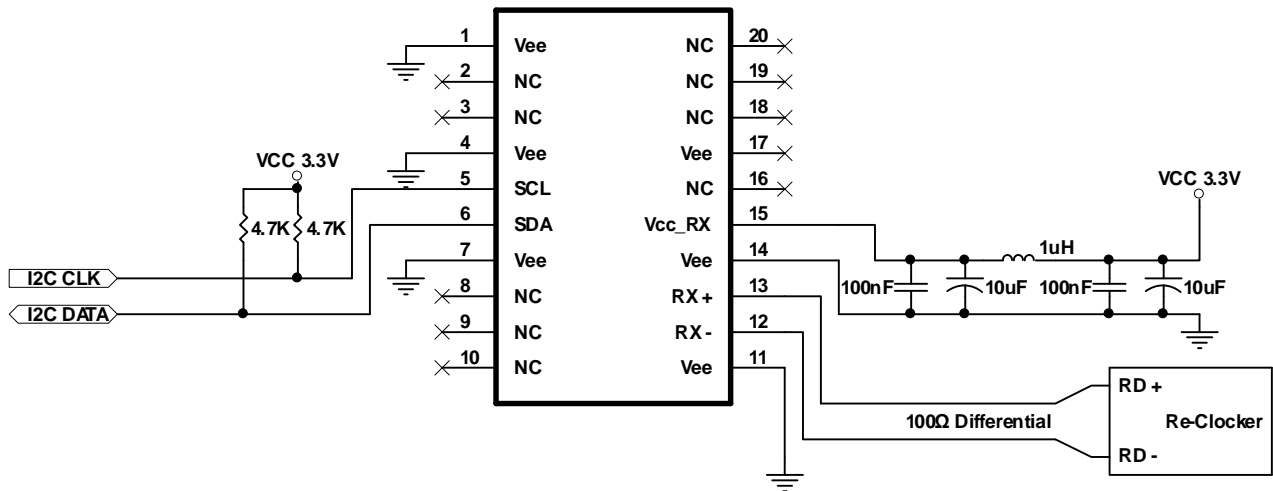 1 Vee
2 NC
3 NC
4 Vee
5 SCL
6 SDA
7 Vee
8 NC
9 NC
10 NC
NC 20
NC 19
NC 18
Vee 17
NC 16
Vcc_RX 15
Vee 14
RX+ 13
RX- 12
Vee 11
VCC 3.3V
4.7K 4.7K
I2C CLK
I2C DATA
VCC 3.3V
1uH
100nF 10uF 100nF 10uF
100Ω Differential
RD +
Re-Clocker
RD -